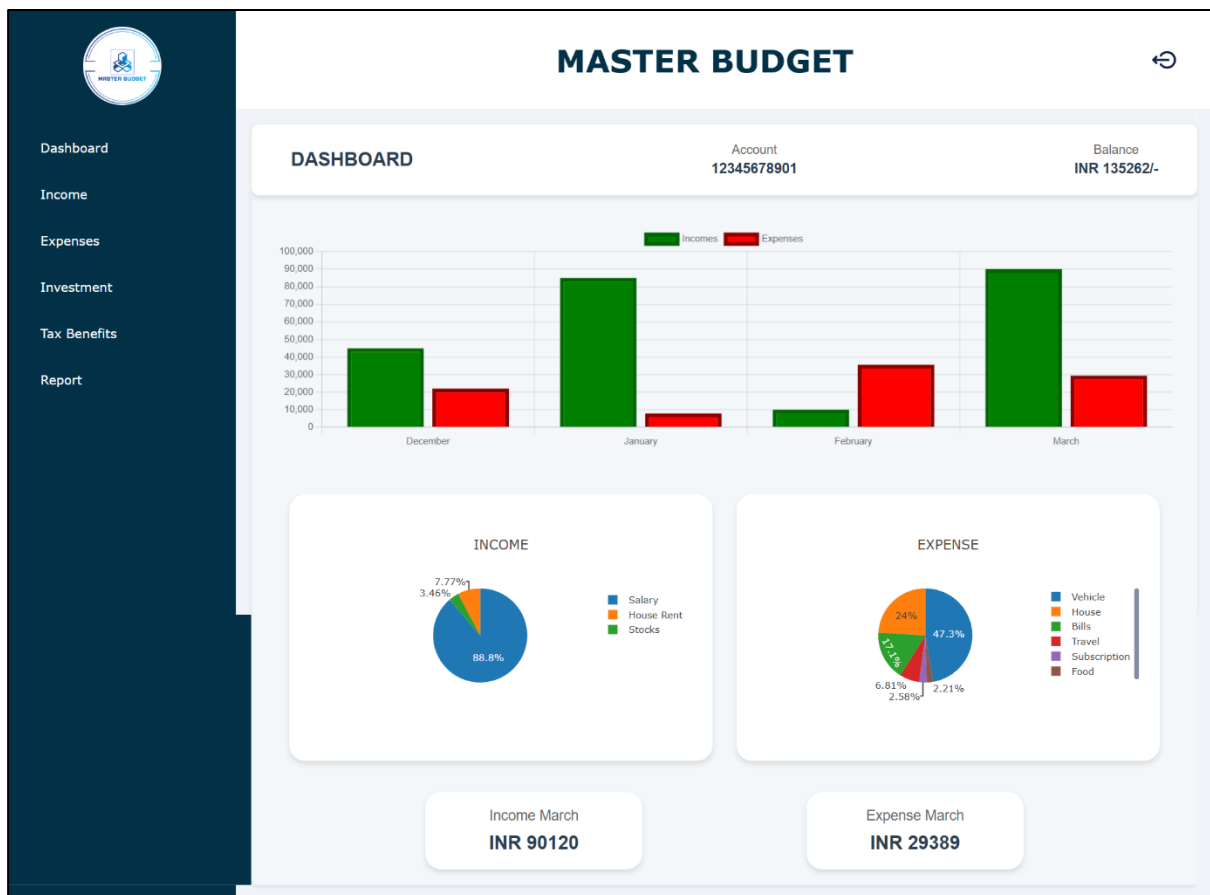 MASTER BUDGET
MASTER BUDGET
Dashboard
Income
Expenses
Investment
Tax Benefits
Report
DASHBOARD
Account
12345678901
Balance
INR 135262/-
Incomes Expenses
100,000
90,000
80,000
70,000
60,000
50,000
40,000
30,000
20,000
10,000
0
December January February March
INCOME
7.77%
3.46%
88.8%
Salary
House Rent
Stocks
EXPENSE
24%
47.3%
17.1%
6.81%
2.58%
2.21%
Vehicle
House
Bills
Travel
Subscription
Food
Income March
INR 90120
Expense March
INR 29389